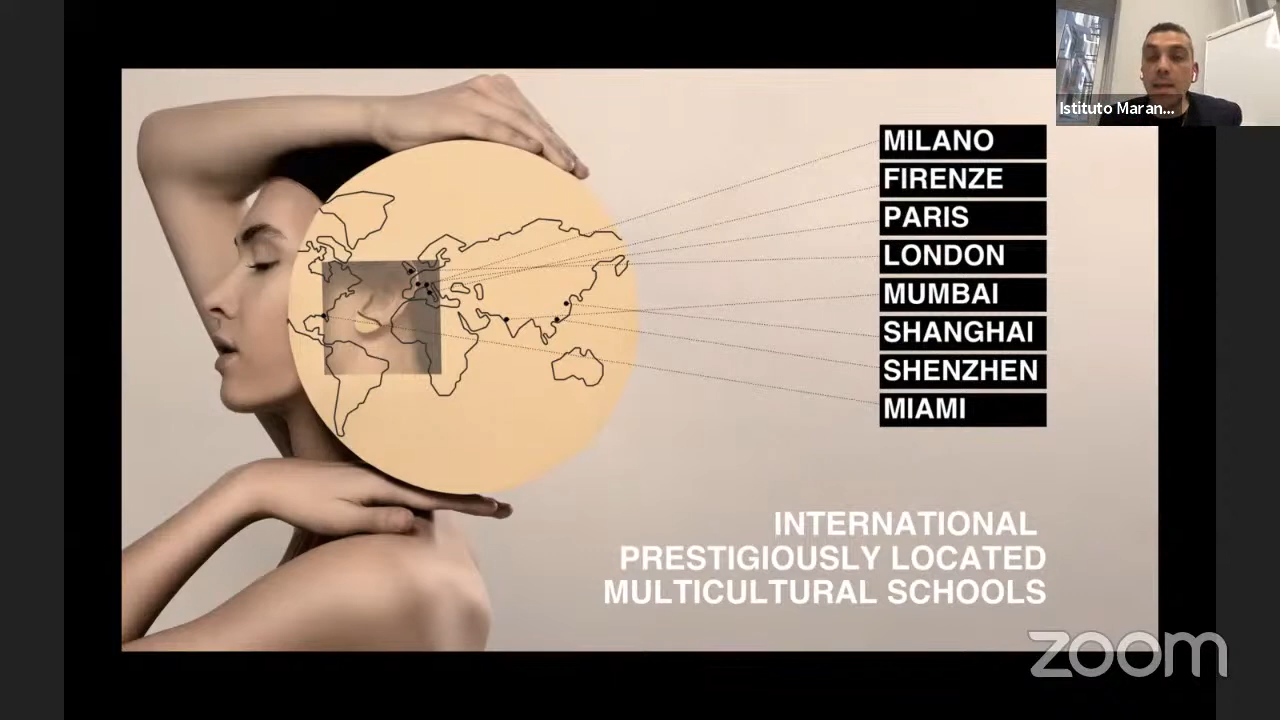 Istituto Maran...
MILANO
FIRENZE
PARIS
LONDON
MUMBAI
SHANGHAI
SHENZHEN
MIAMI
INTERNATIONAL
PRESTIGIOUSLY LOCATED
MULTICULTURAL SCHOOLS
zoom